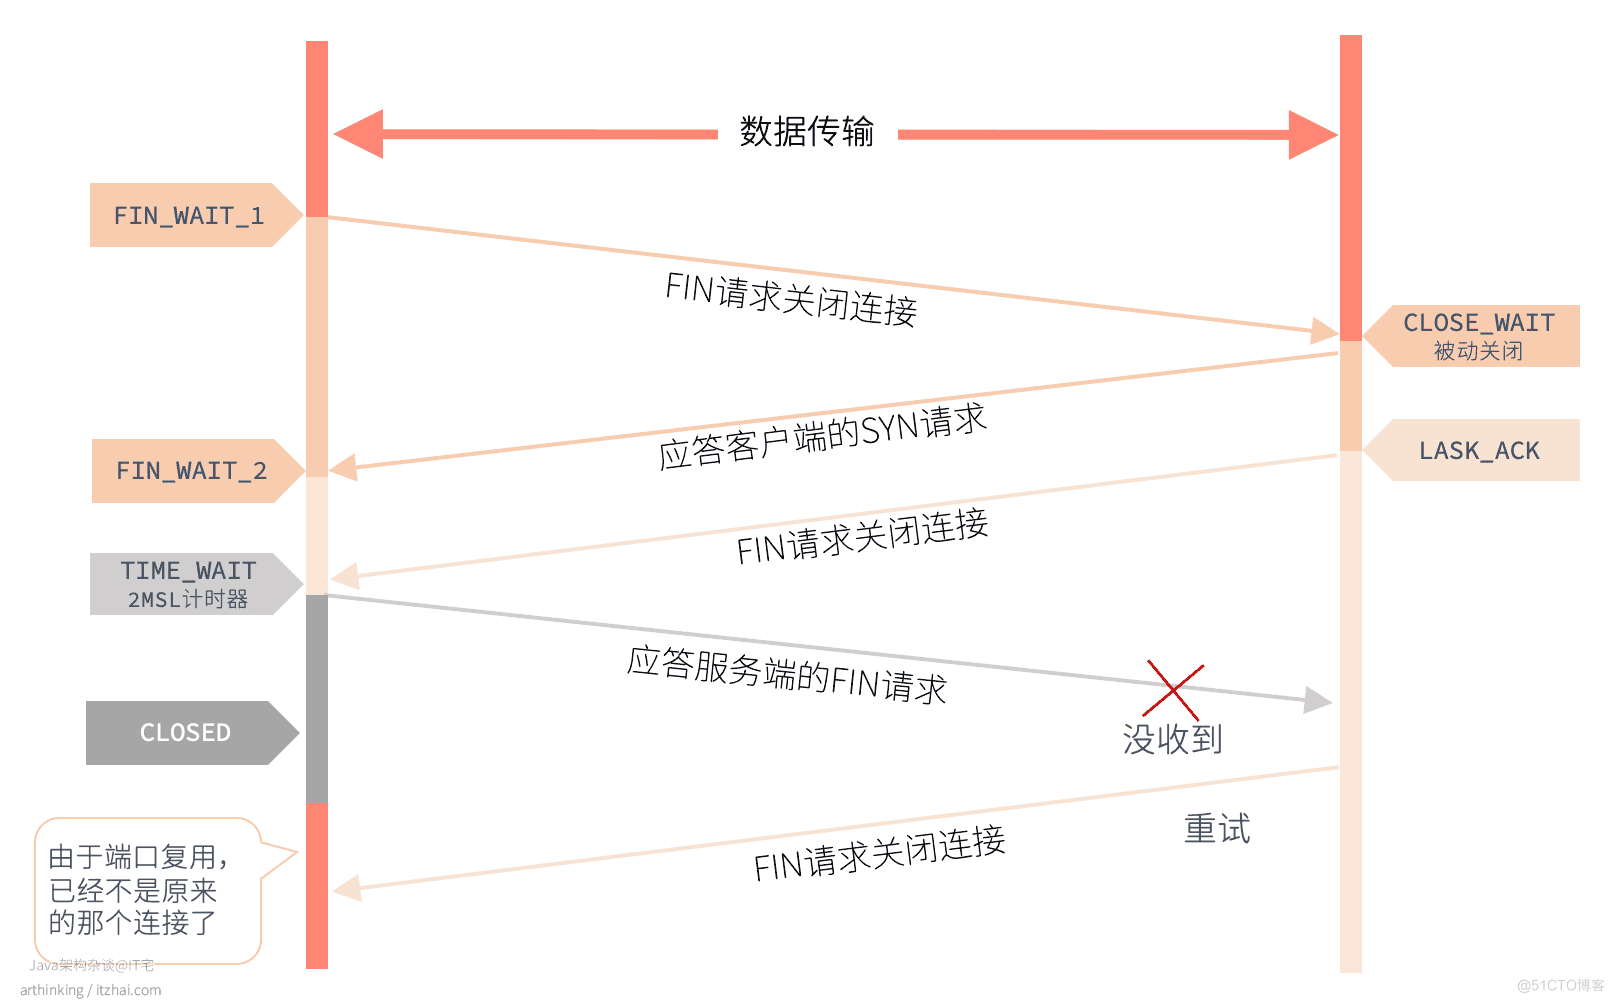 数据传输
FIN_WAIT_1
FIN请求关闭连接
CLOSE_WAIT
被动关闭
应答客户端的SYN请求
LASK_ACK
FIN_WAIT_2
FIN请求关闭连接
TIME_WAIT
2MSL计时器
应答服务端的FIN请求
没收到
CLOSED
重试
FIN请求关闭连接
由于端口复用，
已经不是原来
的那个连接了
Java架构杂谈@IT宅
arthinking / itzhai.com
@51CTO博客